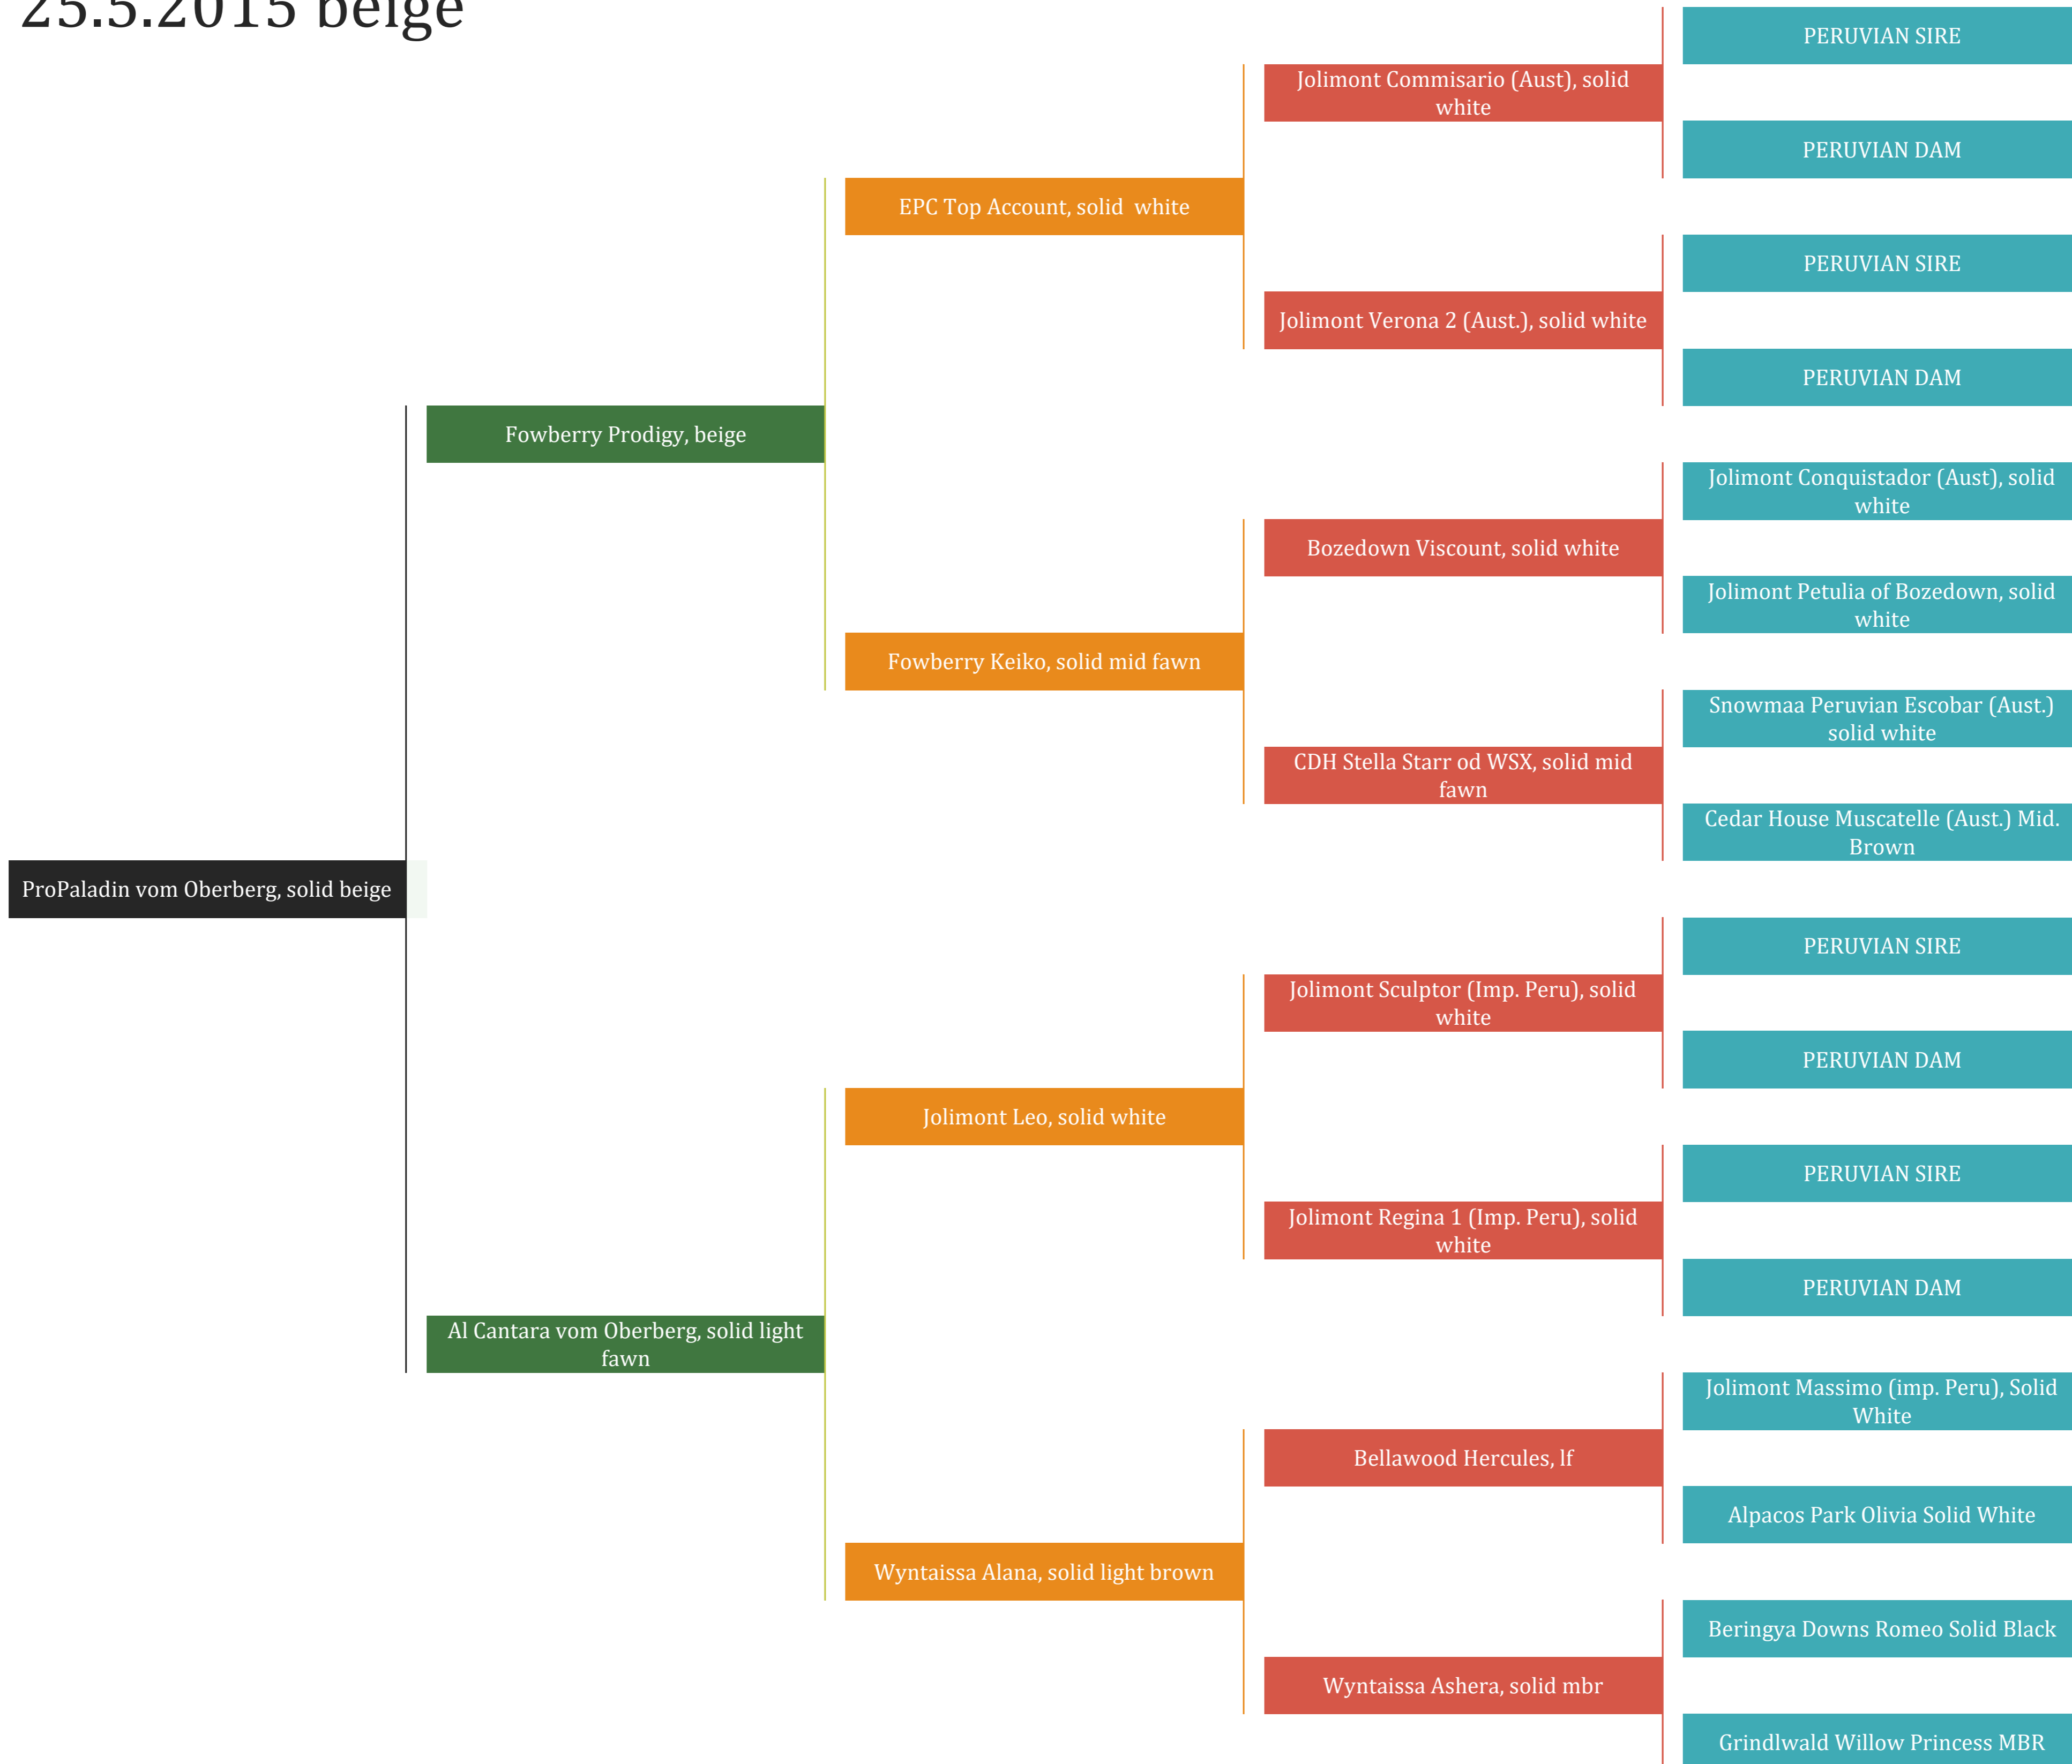 25.5.2015 beige
PERUVIAN SIRE
Jolimont Commisario (Aust), solid
white
PERUVIAN DAM
EPC Top Account, solid  white
PERUVIAN SIRE
Jolimont Verona 2 (Aust.), solid white
PERUVIAN DAM
Fowberry Prodigy, beige
Jolimont Conquistador (Aust), solid
white
Bozedown Viscount, solid white
Jolimont Petulia of Bozedown, solid
white
Fowberry Keiko, solid mid fawn
Snowmaa Peruvian Escobar (Aust.)
solid white
CDH Stella Starr od WSX, solid mid
fawn
Cedar House Muscatelle (Aust.) Mid.
Brown
ProPaladin vom Oberberg, solid beige
PERUVIAN SIRE
Jolimont Sculptor (Imp. Peru), solid
white
PERUVIAN DAM
Jolimont Leo, solid white
PERUVIAN SIRE
Jolimont Regina 1 (Imp. Peru), solid
white
PERUVIAN DAM
Al Cantara vom Oberberg, solid light
fawn
Jolimont Massimo (imp. Peru), Solid
White
Bellawood Hercules, lf
Alpacos Park Olivia Solid White
Wyntaissa Alana, solid light brown
Beringya Downs Romeo Solid Black
Wyntaissa Ashera, solid mbr
Grindlwald Willow Princess MBR